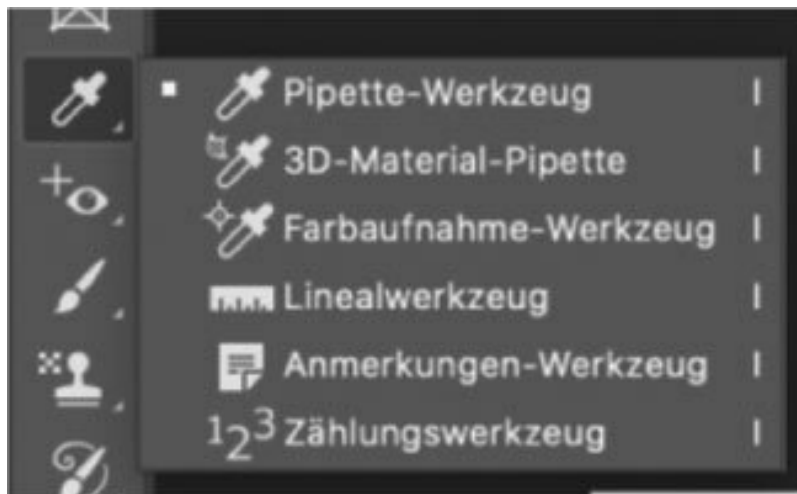 Pipette-Werkzeug I
3D-Material-Pipette I
Farbaufnahme-Werkzeug I
Linealwerkzeug I
Anmerkungen-Werkzeug I
123 Zählungswerkzeug I